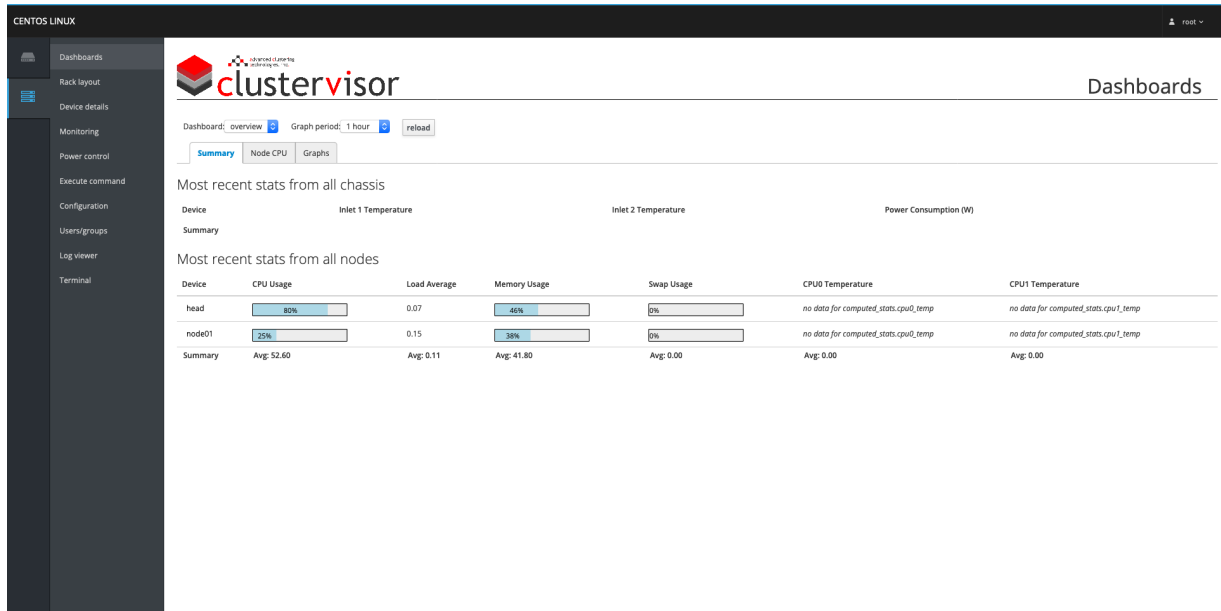 CENTOS LINUX
root
Dashboards
Rack layout
Device details
Monitoring
Power control
Execute command
Configuration
Users/groups
Log viewer
Terminal
advanced clustering
technologies, inc.
clustervisor
Dashboards
Dashboard: overview Graph period: 1 hour reload
Summary Node CPU Graphs
Most recent stats from all chassis
Device Inlet 1 Temperature Inlet 2 Temperature Power Consumption (W)
Summary
Most recent stats from all nodes
Device CPU Usage Load Average Memory Usage Swap Usage CPU0 Temperature CPU1 Temperature
head 80% 0.07 46% 0% no data for computed_stats.cpu0_temp no data for computed_stats.cpu1_temp
node01 25% 0.15 38% 0% no data for computed_stats.cpu0_temp no data for computed_stats.cpu1_temp
Summary Avg: 52.60 Avg: 0.11 Avg: 41.80 Avg: 0.00 Avg: 0.00 Avg: 0.00